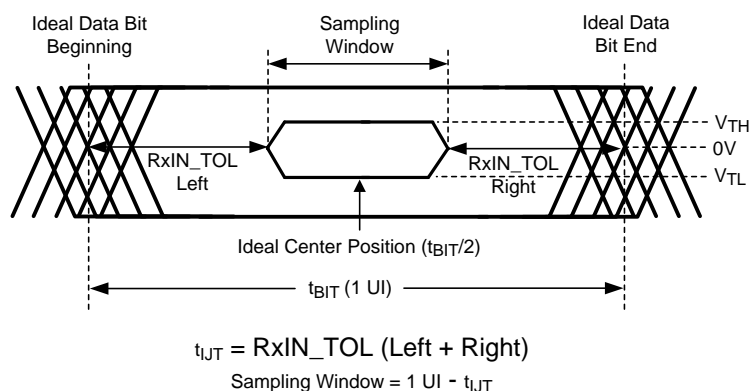 Ideal Data Bit
Beginning
Sampling
Window
Ideal Data
Bit End
VTH
0V
VTL
RxIN_TOL
Left
RxIN_TOL
Right
Ideal Center Position (tBIT/2)
tBIT (1 UI)
tIJT = RxIN_TOL (Left + Right)
Sampling Window = 1 UI - tIJT